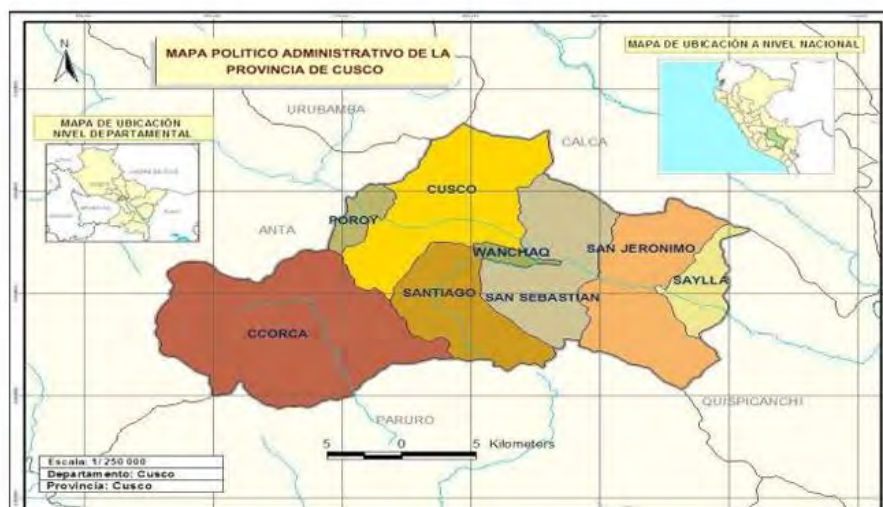 N
MAPA POLITICO ADMINISTRATIVO DE LA
PROVINCIA DE CUSCO
MAPA DE UBICACIÓN A NIVEL NACIONAL
MAPA DE UBICACIÓN
NIVEL DEPARTAMENTAL
URUBAMBA
CALCA
CUSCO
POROY
ANTA
WANCHAQ
SAN JERONIMO
SAYLLA
SANTIAGO
SAN SEBASTIAN
CCORCA
QUISPICANCHI
PARURO
5 0 5 Kilometers
Escala: 1/250 000
Departamento: Cusco
Provincia: Cusco